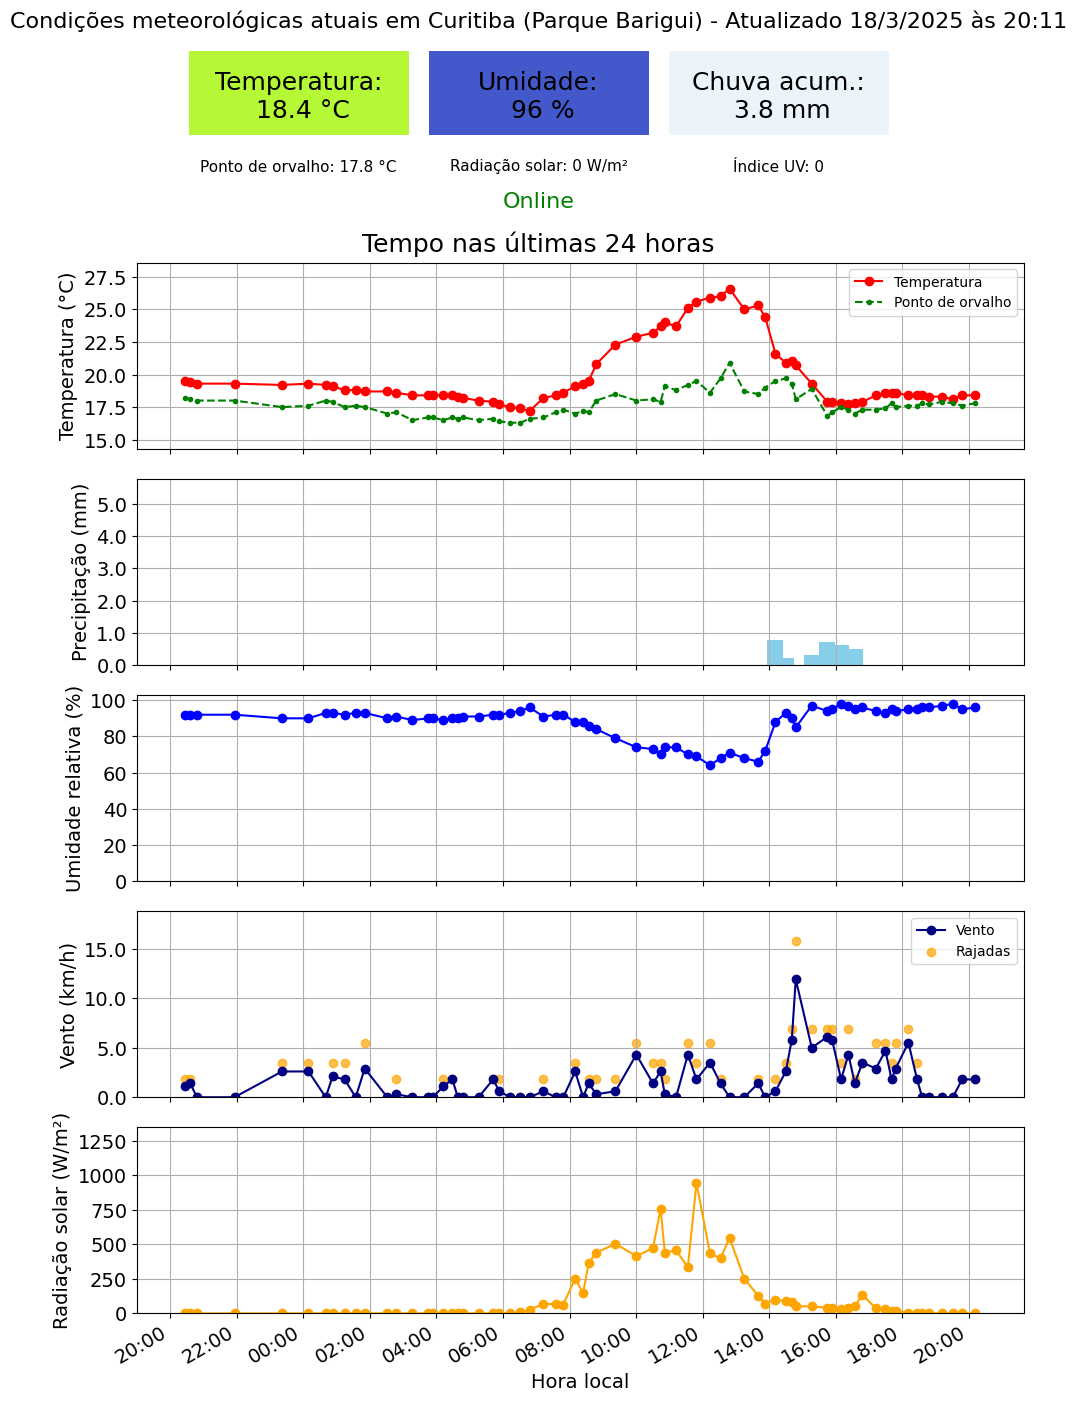 Condições meteorológicas atuais em Curitiba (Parque Barigui) - Atualizado 18/3/2025 às 20:11
Temperatura:
18.4 °C
Umidade:
96 %
Chuva acum.:
3.8 mm
Ponto de orvalho: 17.8 °C
Radiação solar: 0 W/m²
Índice UV: 0
Online
Tempo nas últimas 24 horas
Temperatura (°C)
27.5
25.0
22.5
20.0
17.5
15.0
Temperatura
Ponto de orvalho
Precipitação (mm)
5.0
4.0
3.0
2.0
1.0
0.0
Umidade relativa (%)
100
80
60
40
20
0
Vento (km/h)
15.0
10.0
5.0
0.0
Vento
Rajadas
Radiação solar (W/m²)
1250
1000
750
500
250
0
20:00
22:00
00:00
02:00
04:00
06:00
08:00
10:00
12:00
14:00
16:00
18:00
20:00
Hora local